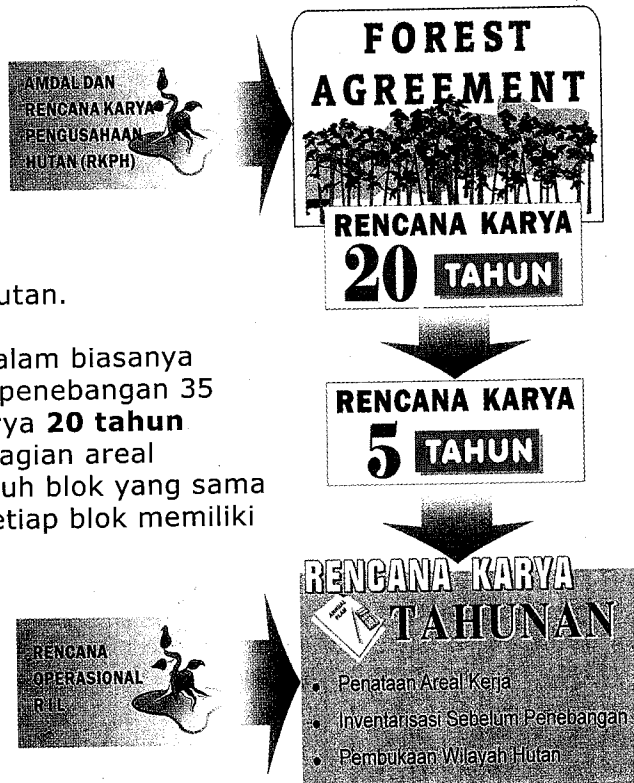 AMDAL DAN
RENCANA KARYA
PENGUSAHAAN
HUTAN (RKPH)
FOREST
AGREEMENT
RENCANA KARYA
20 TAHUN
utan.
alam biasanya
penebangan 35
rya 20 tahun
agian areal
uh blok yang sama
etiap blok memiliki
RENCANA KARYA
5 TAHUN
RENCANA
OPERASIONAL
RIL
RENCANA KARYA
TAHUNAN
• Penataan Areal Kerja
• Inventarisasi Sebelum Penebangan
• Pembukaan Wilayah Hutan